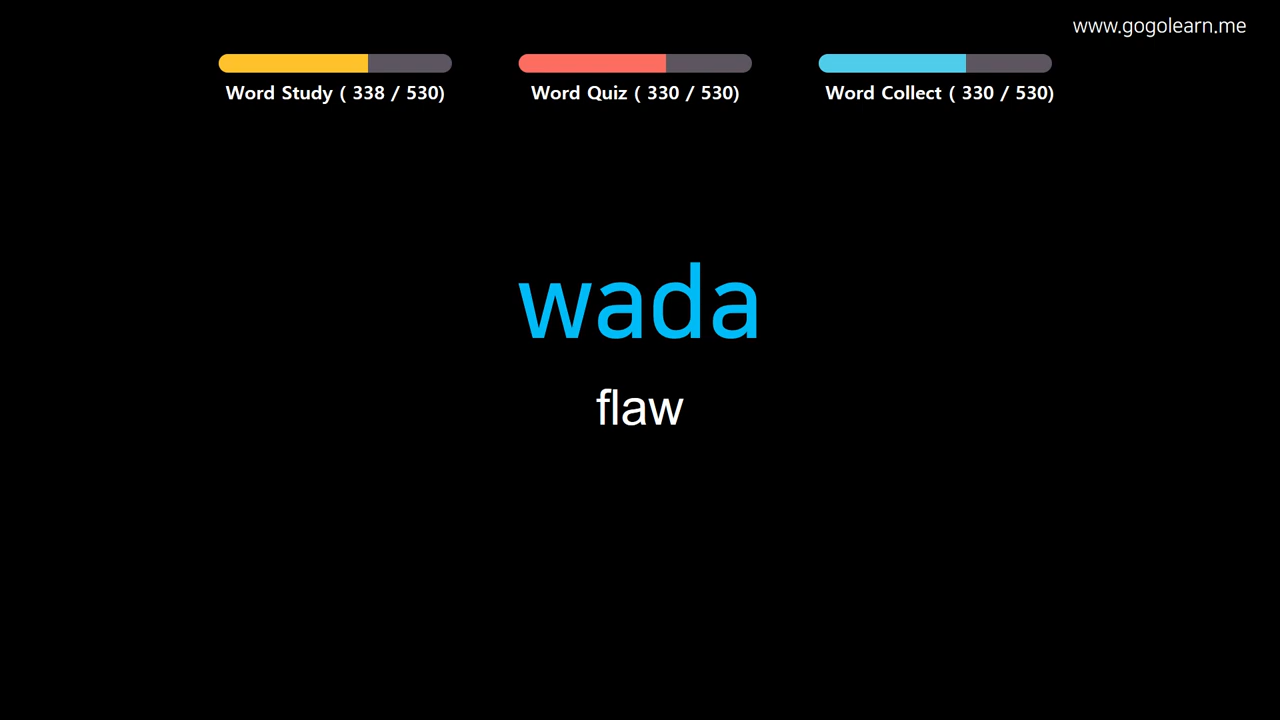 www.gogolearn.me
Word Study ( 338 / 530)
Word Quiz ( 330 / 530)
Word Collect ( 330 / 530)
wada
flaw